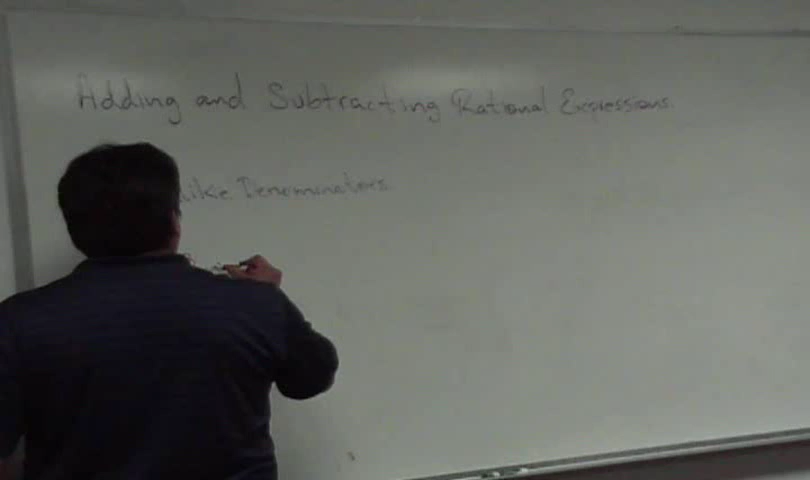 Adding and Subtracting Rational Expressions
like Denominators.